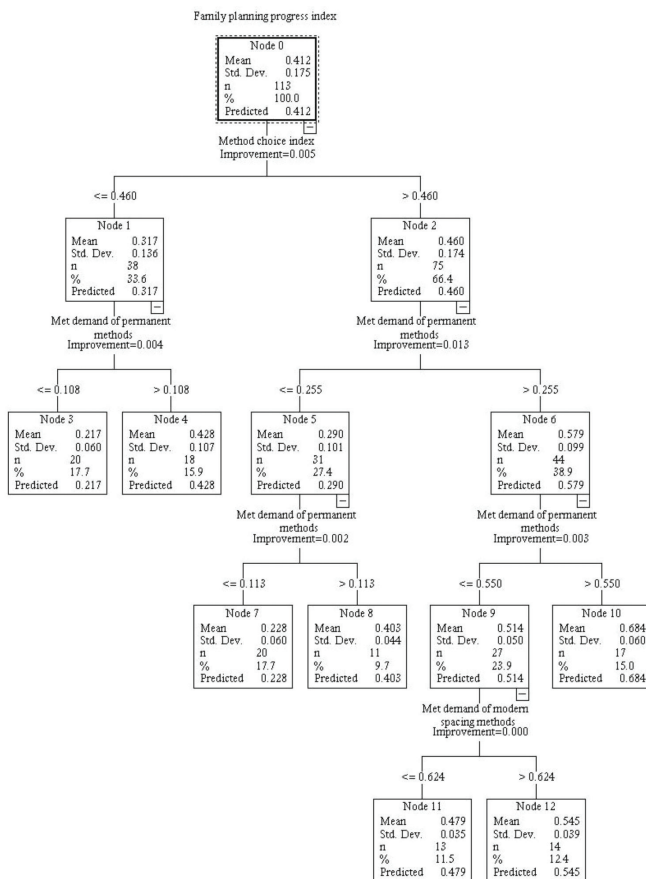 Family planning progress index
Node 0
Mean 0.412
Std. Dev. 0.175
n 113
% 100.0
Predicted 0.412
Method choice index
Improvement=0.005
<= 0.460
> 0.460
Node 1
Mean 0.317
Std. Dev. 0.136
n 38
% 33.6
Predicted 0.317
Node 2
Mean 0.460
Std. Dev. 0.174
n 75
% 66.4
Predicted 0.460
Met demand of permanent
methods
Improvement=0.004
Met demand of permanent
methods
Improvement=0.013
<= 0.108
> 0.108
<= 0.255
> 0.255
Node 3
Mean 0.217
Std. Dev. 0.060
n 20
% 17.7
Predicted 0.217
Node 4
Mean 0.428
Std. Dev. 0.107
n 18
% 15.9
Predicted 0.428
Node 5
Mean 0.290
Std. Dev. 0.101
n 31
% 27.4
Predicted 0.290
Node 6
Mean 0.579
Std. Dev. 0.099
n 44
% 38.9
Predicted 0.579
Met demand of permanent
methods
Improvement=0.002
Met demand of permanent
methods
Improvement=0.003
<= 0.113
> 0.113
<= 0.550
> 0.550
Node 7
Mean 0.228
Std. Dev. 0.060
n 20
% 17.7
Predicted 0.228
Node 8
Mean 0.403
Std. Dev. 0.044
n 11
% 9.7
Predicted 0.403
Node 9
Mean 0.514
Std. Dev. 0.050
n 27
% 23.9
Predicted 0.514
Node 10
Mean 0.684
Std. Dev. 0.060
n 17
% 15.0
Predicted 0.684
Met demand of modern
spacing methods
Improvement=0.000
<= 0.624
> 0.624
Node 11
Mean 0.479
Std. Dev. 0.035
n 13
% 11.5
Predicted 0.479
Node 12
Mean 0.545
Std. Dev. 0.039
n 14
% 12.4
Predicted 0.545